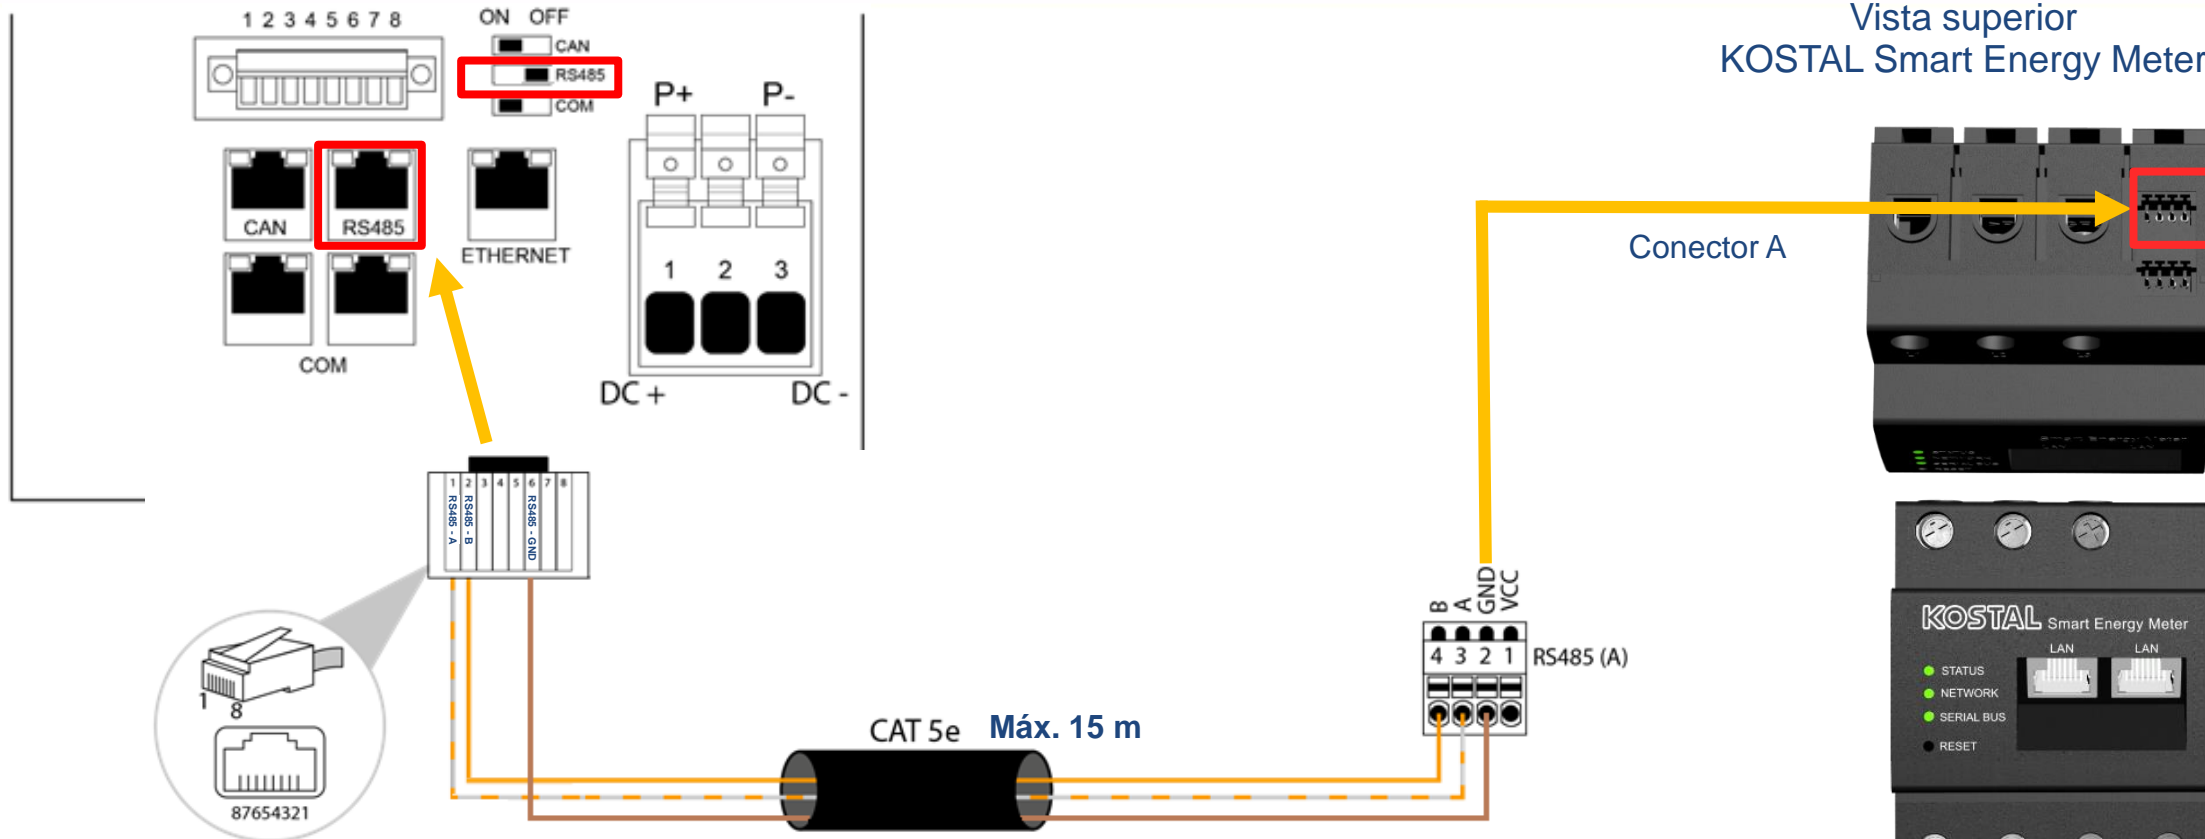 1 2 3 4 5 6 7 8
ON OFF
CAN
RS485
COM
P+ P-
CAN
RS485
ETHERNET
COM
1 2 3
DC + DC -
Vista superior
KOSTAL Smart Energy Meter
Conector A
1 2 3 4 5 6 7 8
RS485 - A
RS485 - B
RS485 - GND
1
8
87654321
CAT 5e Máx. 15 m
B
A
GND
VCC
4 3 2 1 RS485 (A)
KOSTAL Smart Energy Meter
LAN LAN
STATUS
NETWORK
SERIAL BUS
RESET